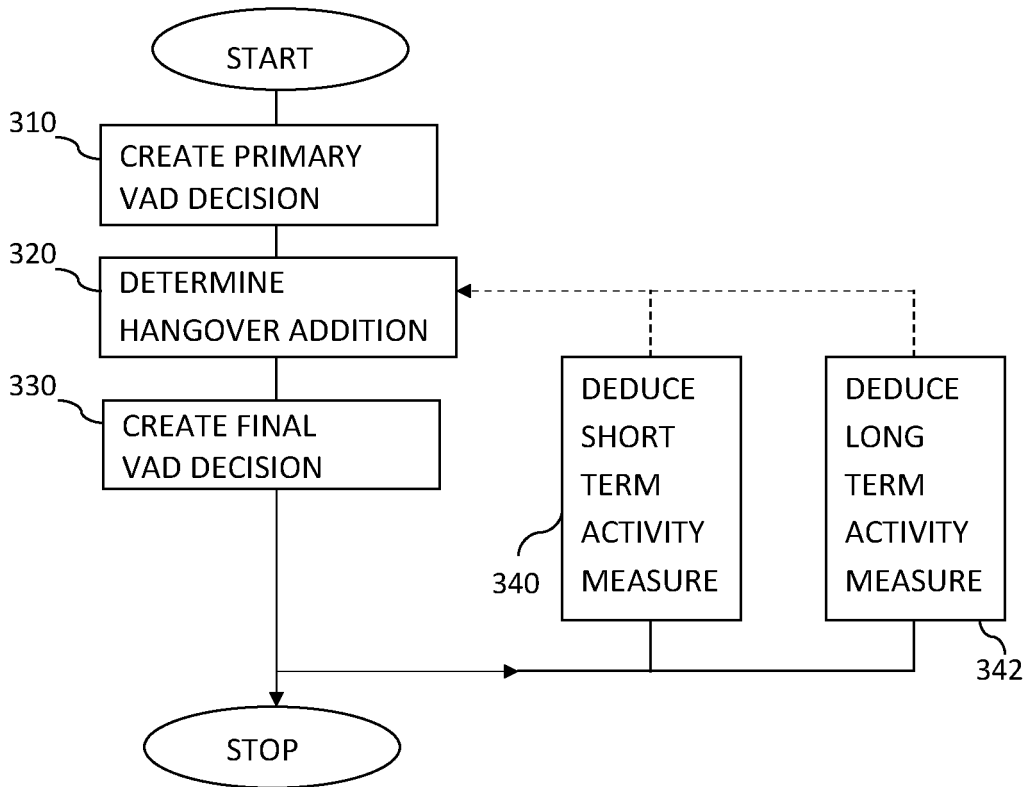 START
310
CREATE PRIMARY
VAD DECISION
320
DETERMINE
HANGOVER ADDITION
330
CREATE FINAL
VAD DECISION
DEDUCE
SHORT
TERM
ACTIVITY
MEASURE
340
DEDUCE
LONG
TERM
ACTIVITY
MEASURE
342
STOP